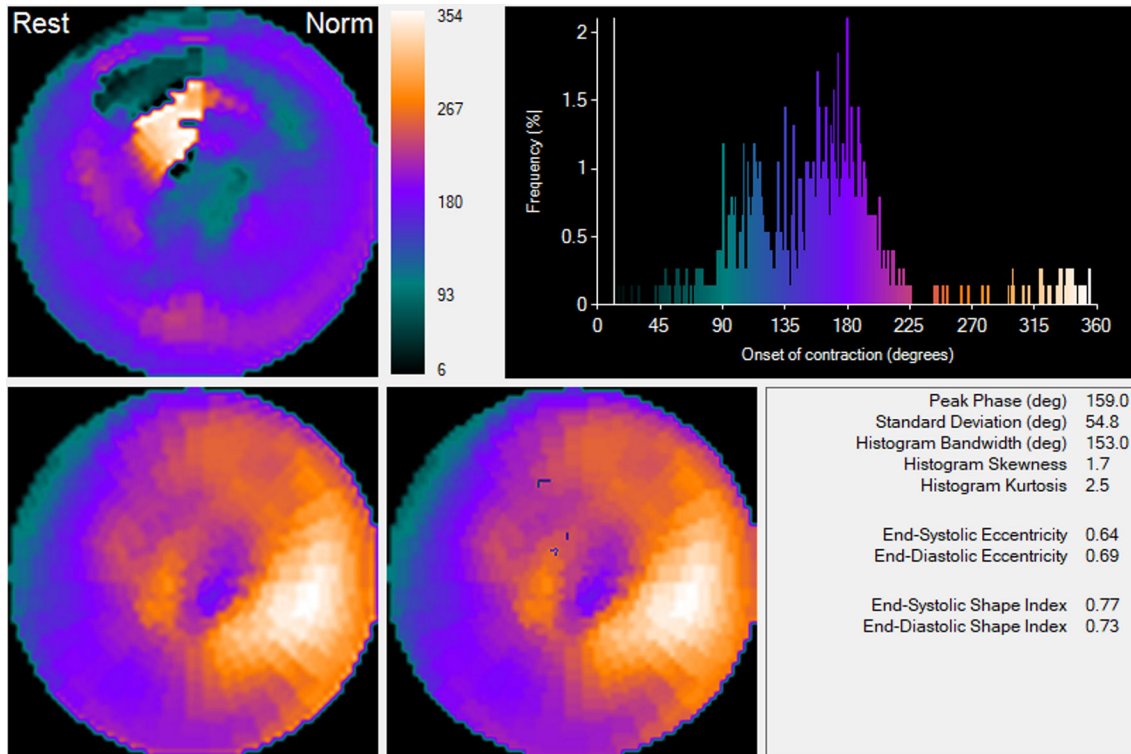 Rest Norm
354
267
180
93
6
Frequency (%|
2
1.5
1
0.5
0
0 45 90 135 180 225 270 315 360
Onset of contraction (degrees)
Peak Phase (deg) 159.0
Standard Deviation (deg) 54.8
Histogram Bandwidth (deg) 153.0
Histogram Skewness 1.7
Histogram Kurtosis 2.5
End-Systolic Eccentricity 0.64
End-Diastolic Eccentricity 0.69
End-Systolic Shape Index 0.77
End-Diastolic Shape Index 0.73